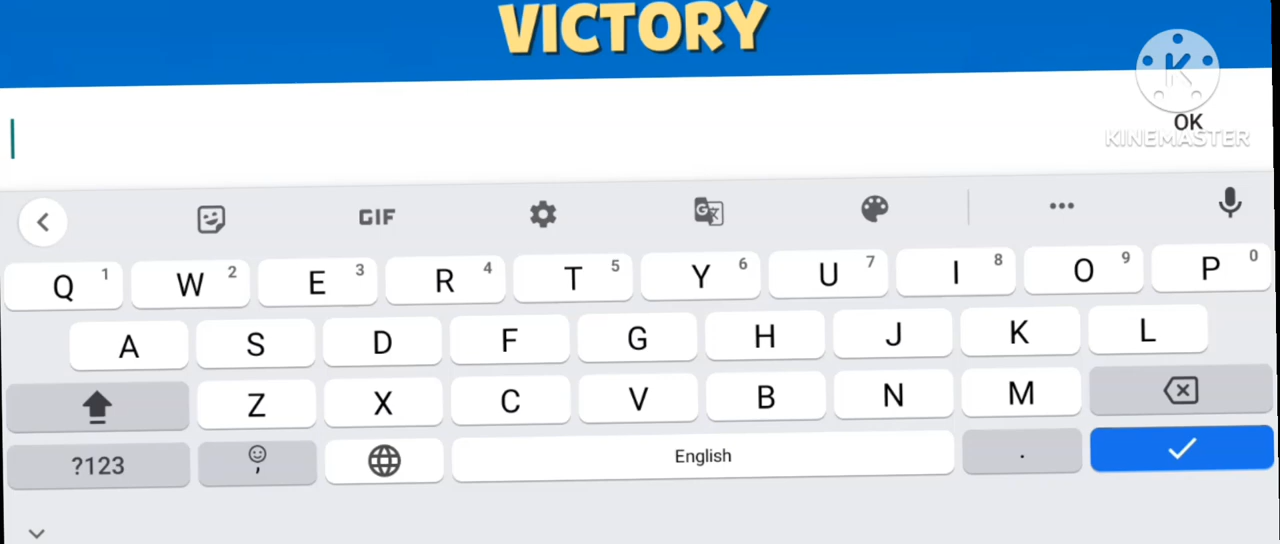 VICTORY
K
OK
KINEMASTER
GIF
G
Q 1 W 2 E 3 R 4 T 5 Y 6 U 7 I 8 O 9 P 0
A S D F G H J K L
Z X C V B N M
?123 , English .